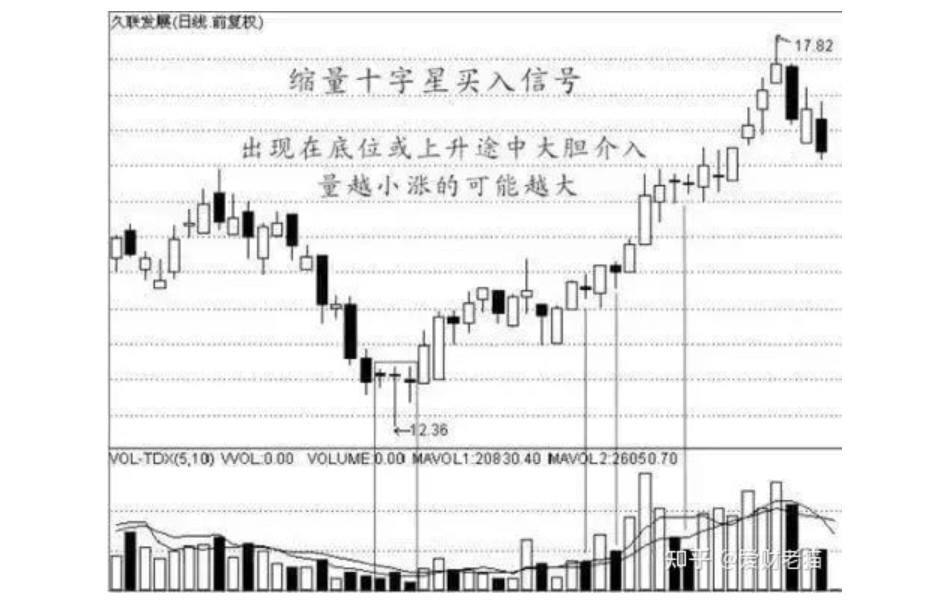 久联发展(日线.前复权)
17.82
缩量十字星买入信号
出现在底位或上升途中大胆介入
量越小涨的可能越大
12.36
VOL-TDX(5,10) VVOL:0.00 VOLUME:0.00 MAVOL1:20830.40 MAVOL2:26050.70
知乎 @爱财老猫